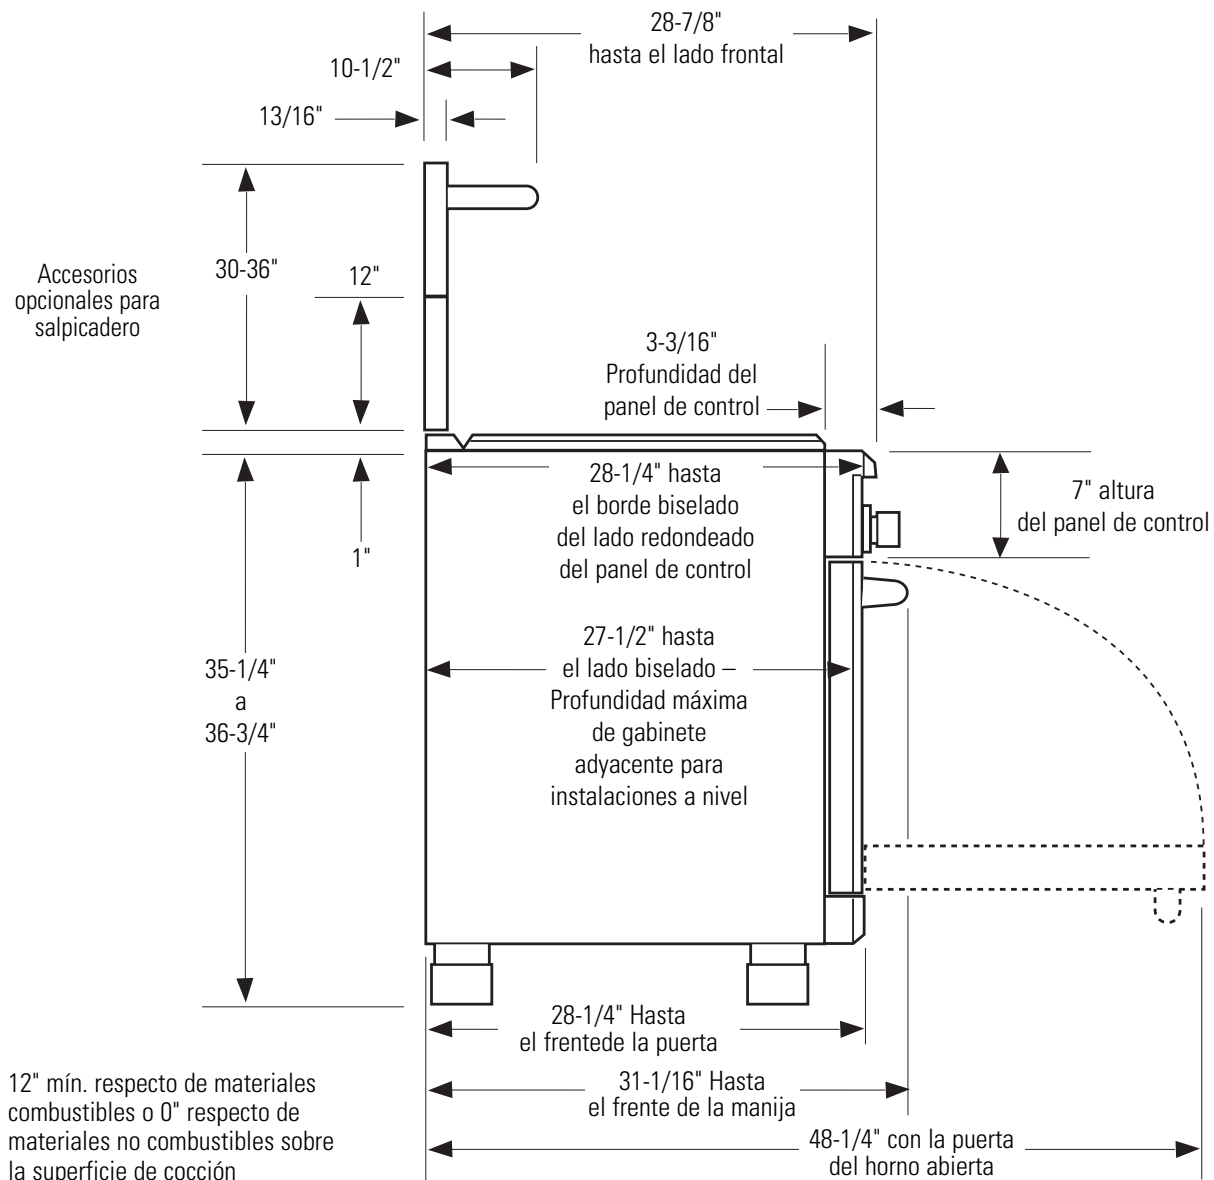 28-7/8"
hasta el lado frontal
10-1/2"
13/16"
Accesorios
opcionales para
salpicadero
30-36"
12"
3-3/16"
Profundidad del
panel de control
28-1/4" hasta
el borde biselado
del lado redondeado
del panel de control
7" altura
del panel de control
1"
27-1/2" hasta
el lado biselado –
Profundidad máxima
de gabinete
adyacente para
instalaciones a nivel
35-1/4"
a
36-3/4"
28-1/4" Hasta
el frentede la puerta
31-1/16" Hasta
el frente de la manija
48-1/4" con la puerta
del horno abierta
12" mín. respecto de materiales
combustibles o 0" respecto de
materiales no combustibles sobre
la superficie de cocción